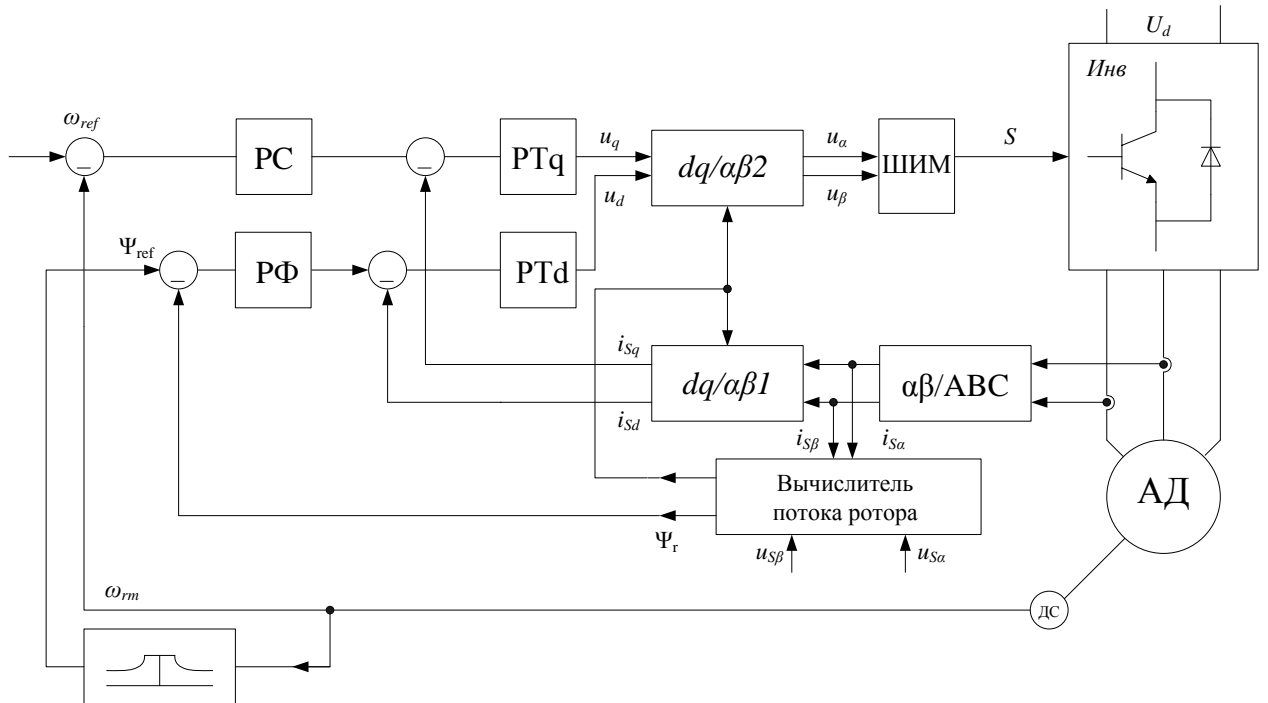 U_d
Инв
ω_ref
РС
РТq
u_q
u_d
dq/αβ2
u_α
u_β
ШИМ
S
Ψ_ref
РФ
РТd
i_Sq
i_Sd
dq/αβ1
αβ/ABC
i_Sβ
i_Sα
Вычислитель
потока ротора
АД
Ψ_r
u_Sβ
u_Sα
ω_rm
ДС